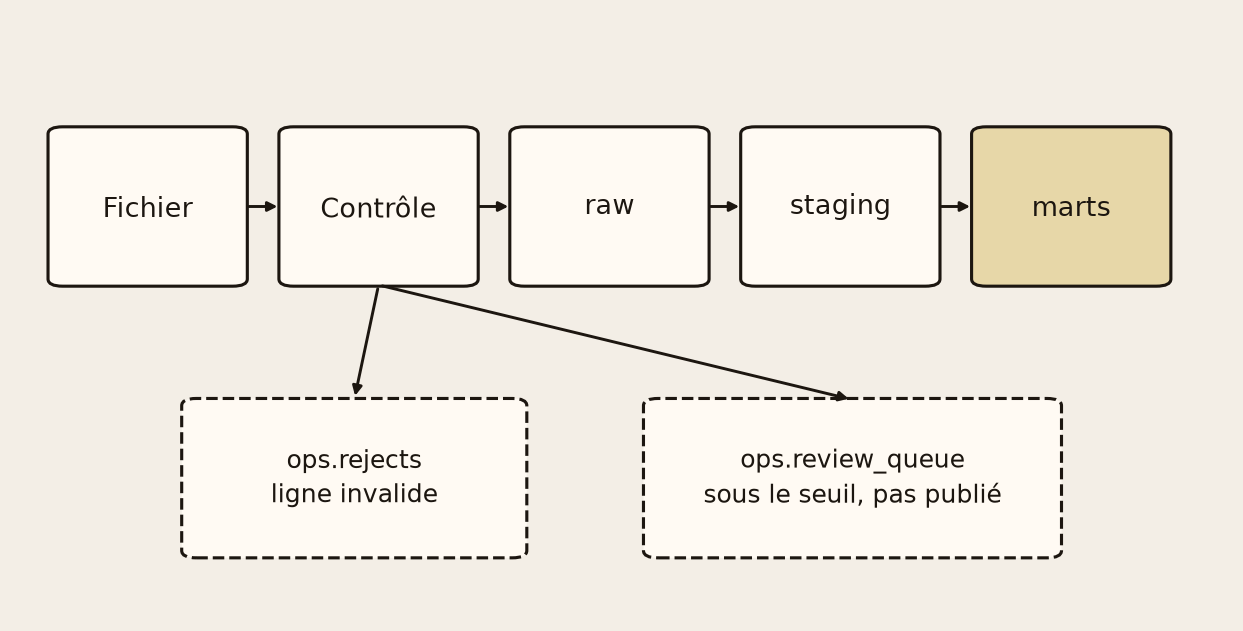 Fichier
Contrôle
raw
staging
marts
ops.rejects
ligne invalide
ops.review_queue
sous le seuil, pas publié